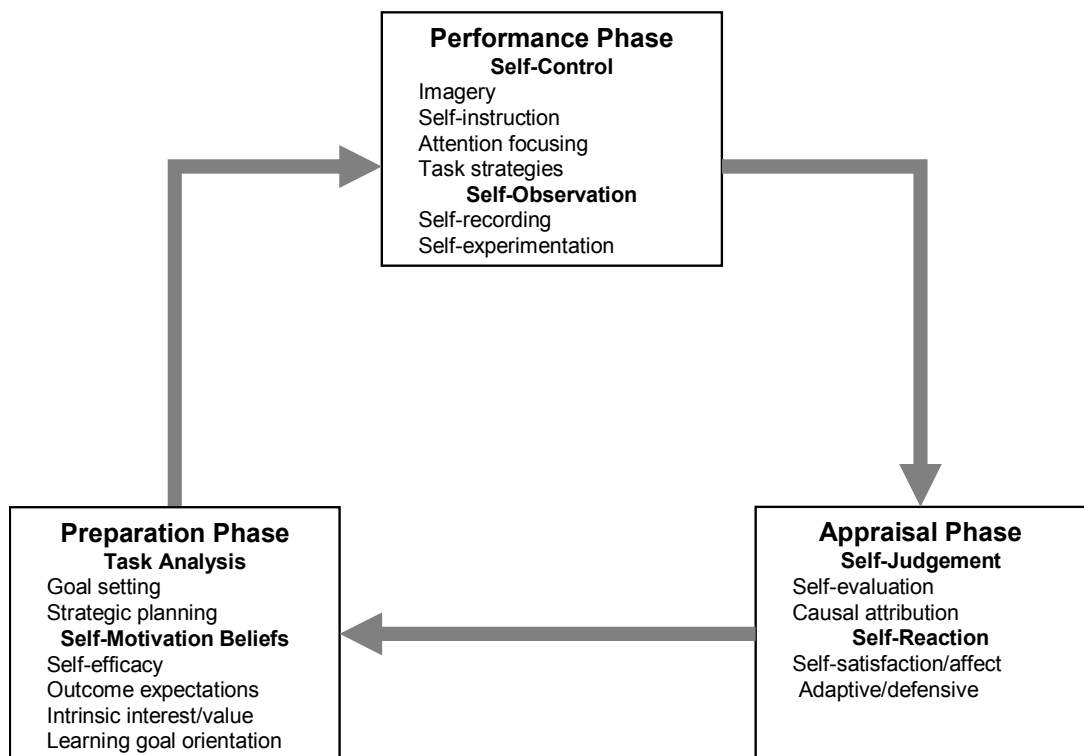 Performance Phase
Self-Control
Imagery
Self-instruction
Attention focusing
Task strategies
Self-Observation
Self-recording
Self-experimentation
Preparation Phase
Task Analysis
Goal setting
Strategic planning
Self-Motivation Beliefs
Self-efficacy
Outcome expectations
Intrinsic interest/value
Learning goal orientation
Appraisal Phase
Self-Judgement
Self-evaluation
Causal attribution
Self-Reaction
Self-satisfaction/affect
Adaptive/defensive